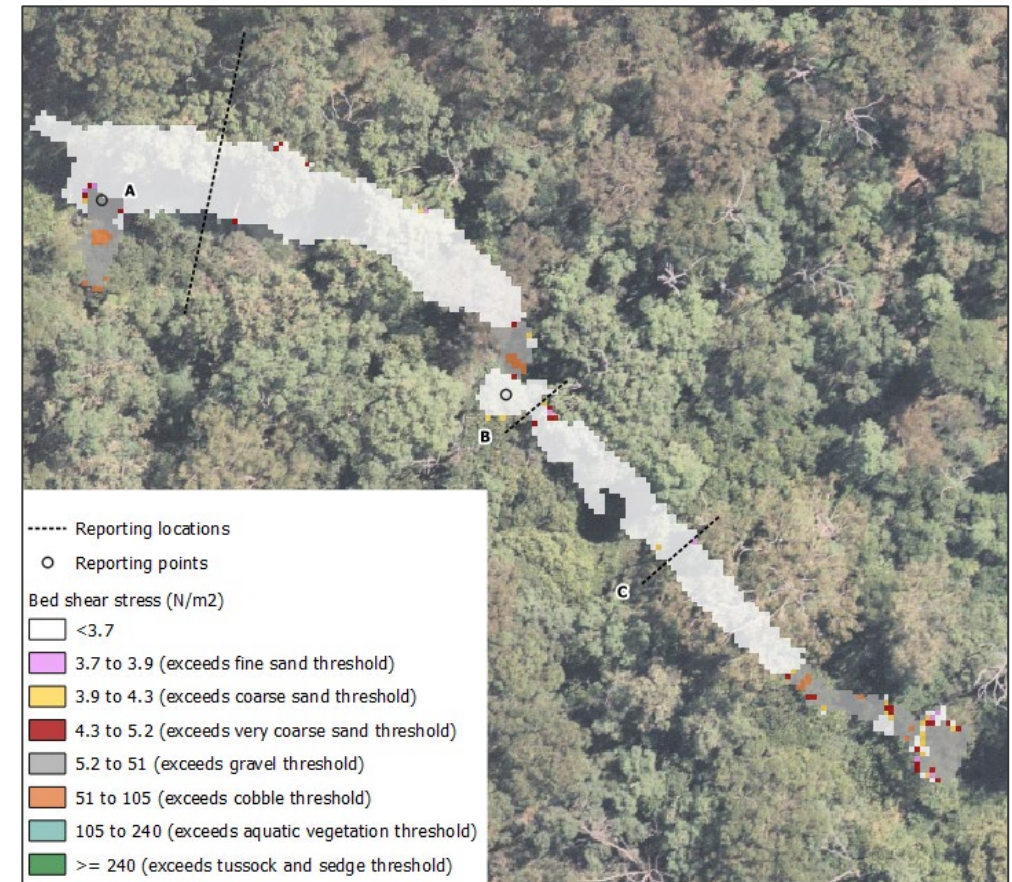 A
B
C
Reporting locations
Reporting points
Bed shear stress (N/m2)
<3.7
3.7 to 3.9 (exceeds fine sand threshold)
3.9 to 4.3 (exceeds coarse sand threshold)
4.3 to 5.2 (exceeds very coarse sand threshold)
5.2 to 51 (exceeds gravel threshold)
51 to 105 (exceeds cobble threshold)
105 to 240 (exceeds aquatic vegetation threshold)
>= 240 (exceeds tussock and sedge threshold)